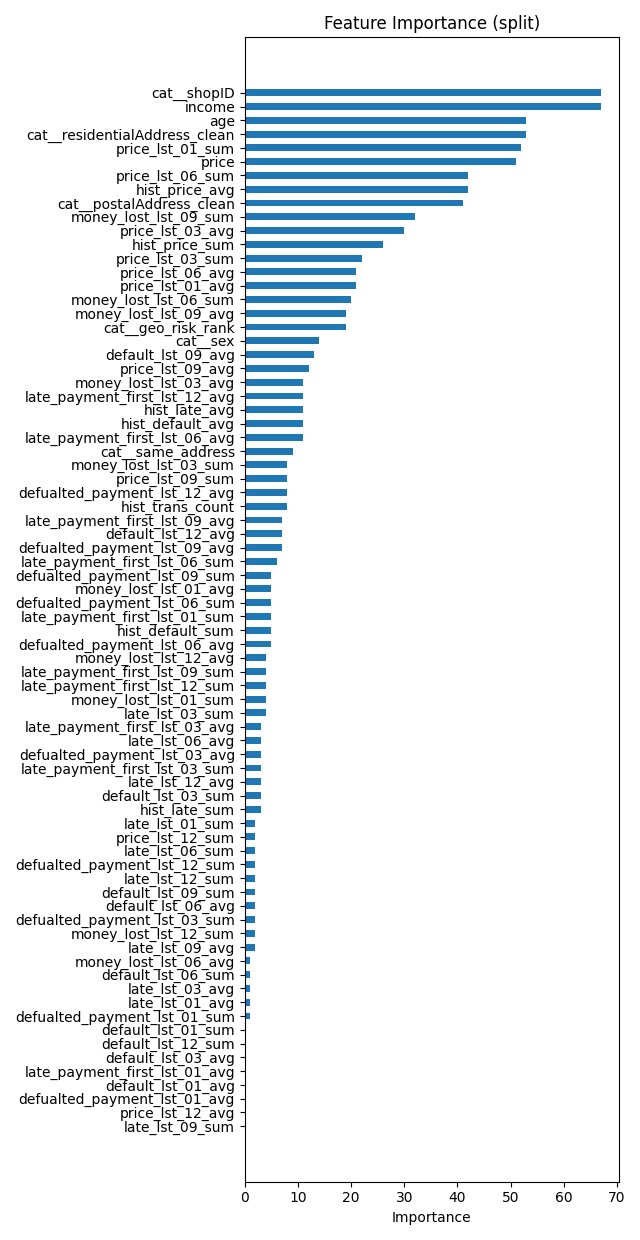 Feature Importance (split)
cat__shopID
income
age
cat__residentialAddress_clean
price_lst_01_sum
price
price_lst_06_sum
hist_price_avg
cat__postalAddress_clean
money_lost_lst_09_sum
price_lst_03_avg
hist_price_sum
price_lst_03_sum
price_lst_06_avg
price_lst_01_avg
money_lost_lst_06_sum
money_lost_lst_09_avg
cat__geo_risk_rank
cat__sex
default_lst_09_avg
price_lst_09_avg
money_lost_lst_03_avg
late_payment_first_lst_12_avg
hist_late_avg
hist_default_avg
late_payment_first_lst_06_avg
cat__same_address
money_lost_lst_03_sum
price_lst_09_sum
defualted_payment_lst_12_avg
hist_trans_count
late_payment_first_lst_09_avg
default_lst_12_avg
defualted_payment_lst_09_avg
late_payment_first_lst_06_sum
defualted_payment_lst_09_sum
money_lost_lst_01_avg
defualted_payment_lst_06_sum
late_payment_first_lst_01_sum
hist_default_sum
defualted_payment_lst_06_avg
money_lost_lst_12_avg
late_payment_first_lst_09_sum
late_payment_first_lst_12_sum
money_lost_lst_01_sum
late_lst_03_sum
late_payment_first_lst_03_avg
late_lst_06_avg
defualted_payment_lst_03_avg
late_payment_first_lst_03_sum
late_lst_12_avg
default_lst_03_sum
hist_late_sum
late_lst_01_sum
price_lst_12_sum
late_lst_06_sum
defualted_payment_lst_12_sum
late_lst_12_sum
default_lst_09_sum
default_lst_06_avg
defualted_payment_lst_03_sum
money_lost_lst_12_sum
late_lst_09_avg
money_lost_lst_06_avg
default_lst_06_sum
late_lst_03_avg
late_lst_01_avg
defualted_payment_lst_01_sum
default_lst_01_sum
default_lst_12_sum
default_lst_03_avg
late_payment_first_lst_01_avg
default_lst_01_avg
defualted_payment_lst_01_avg
price_lst_12_avg
late_lst_09_sum
0 10 20 30 40 50 60 70
Importance